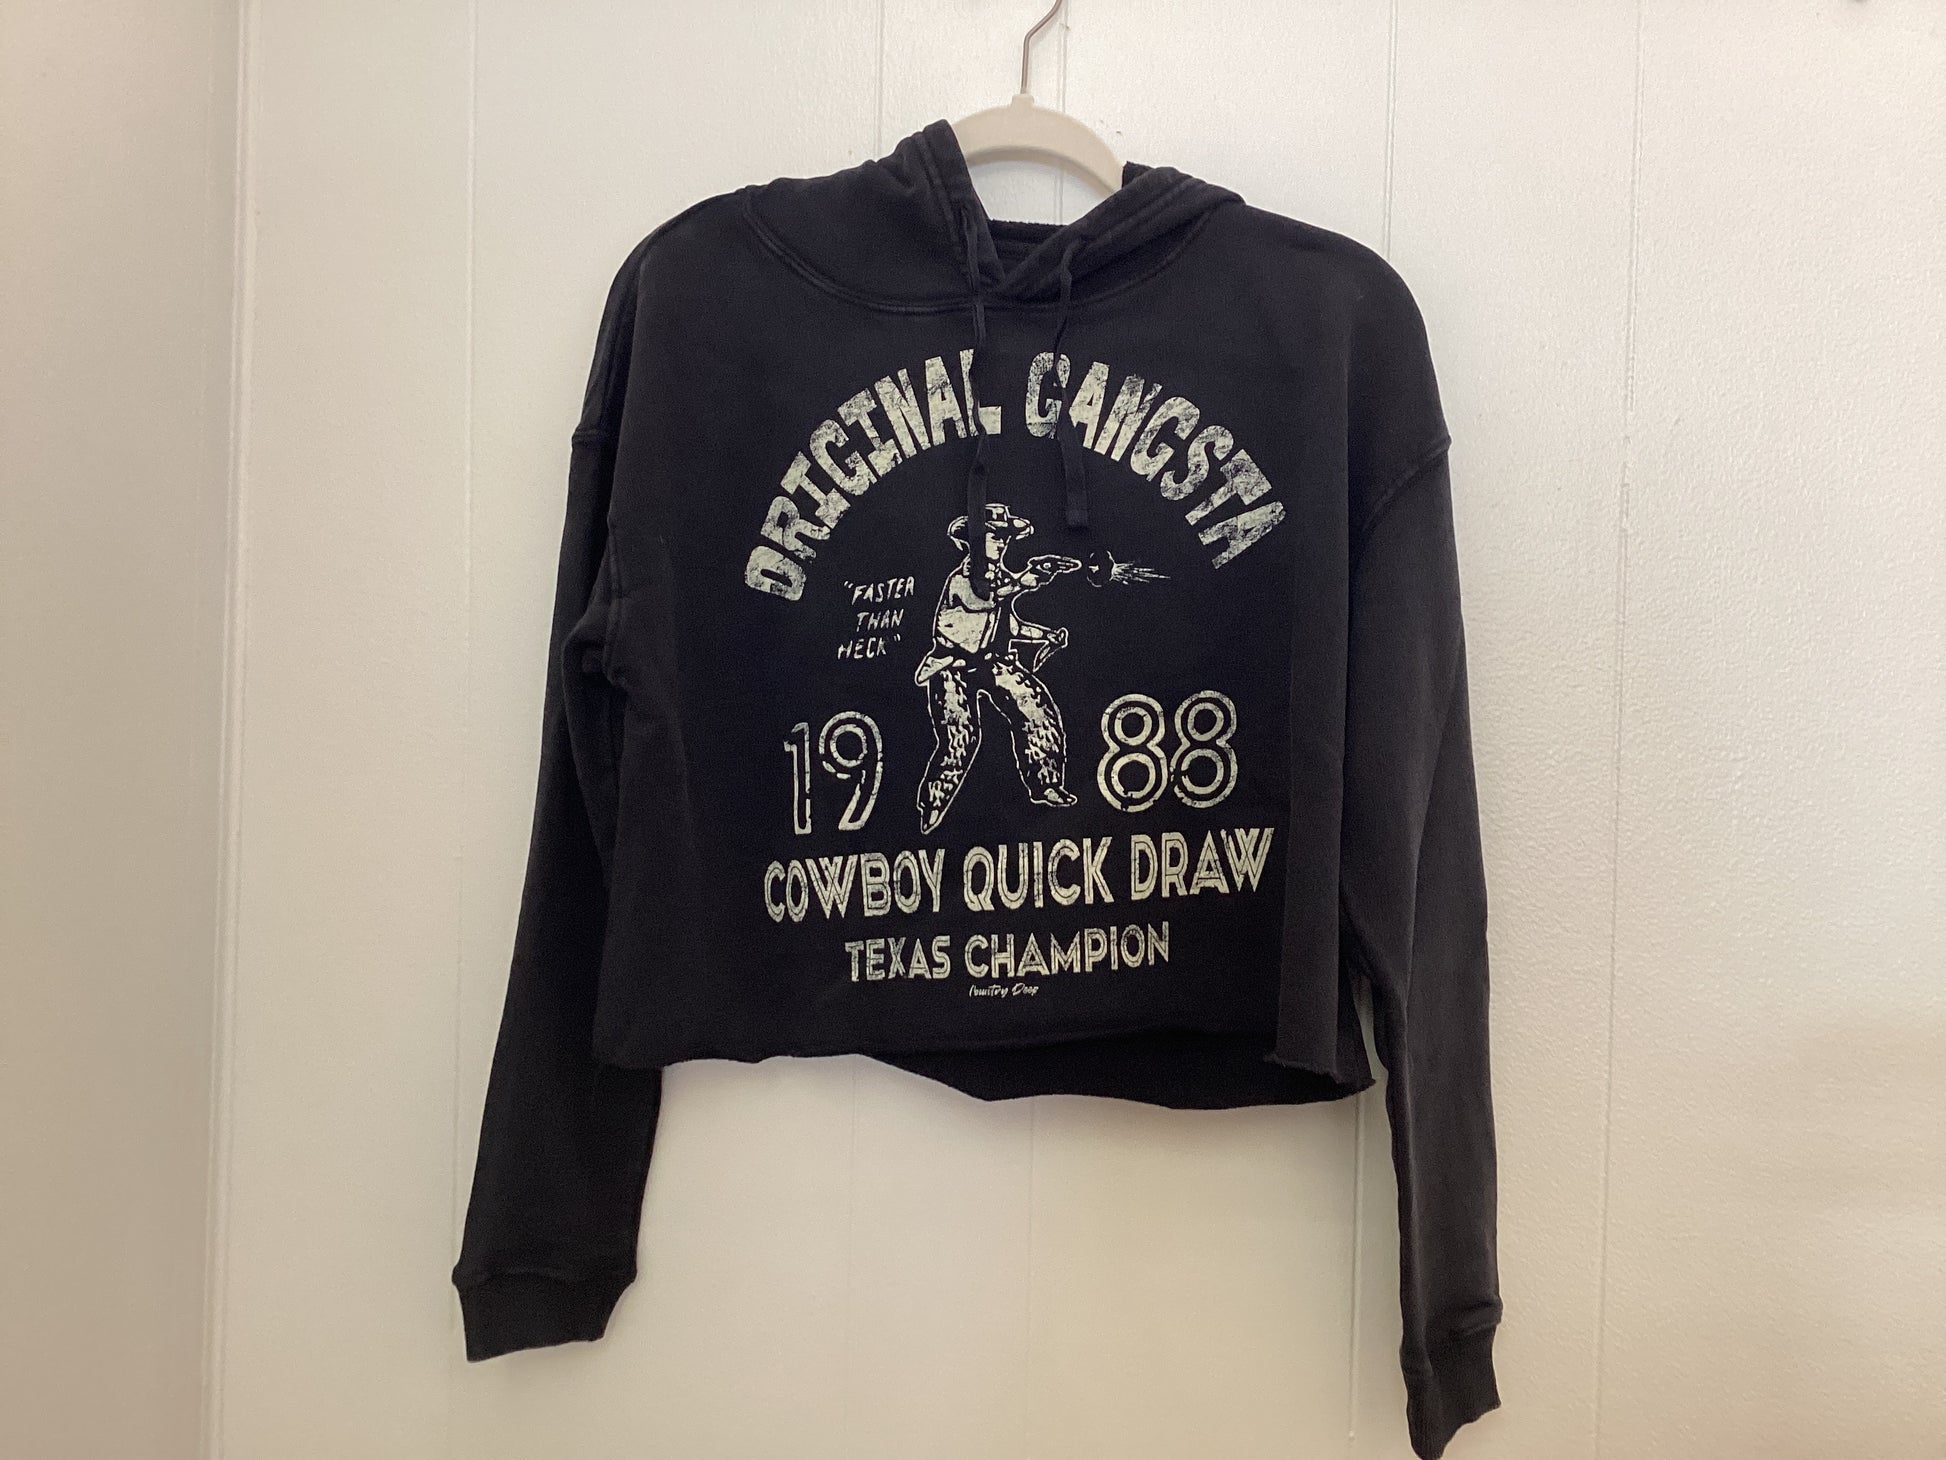 ORIGINAL GANGSTA
"FASTER
THAN
HECK"
19 88
COWBOY QUICK DRAW
TEXAS CHAMPION
Country Deep